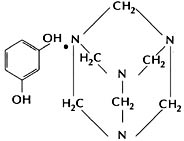 CH₂
OH • N N
H₂C CH₂
N
OH H₂C CH₂ CH₂
N